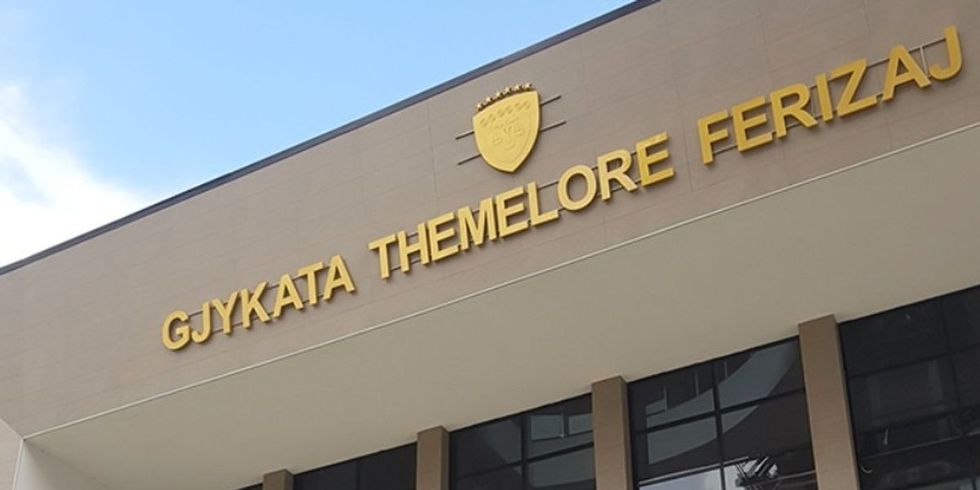 GJYKATA THEMELORE FERIZAJ